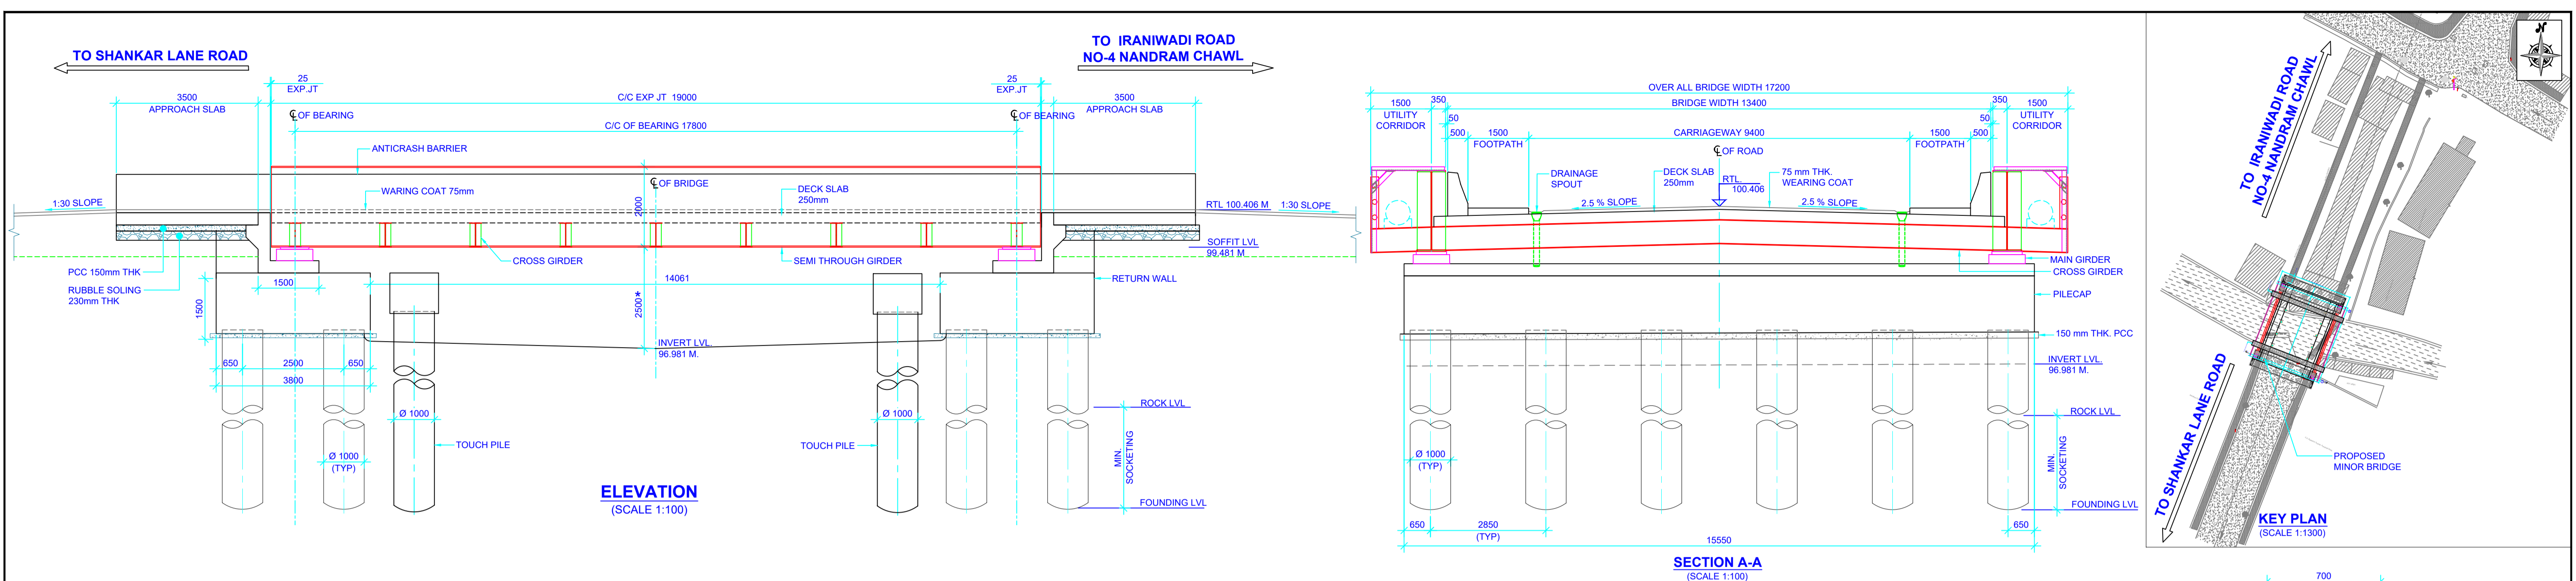 TO SHANKAR LANE ROAD
TO IRANIWADI ROAD
NO-4 NANDRAM CHAWL
25
EXP.JT
25
EXP.JT
3500
APPROACH SLAB
C/C EXP JT 19000
3500
APPROACH SLAB
℄ OF BEARING
℄ OF BEARING
C/C OF BEARING 17800
ANTICRASH BARRIER
℄ OF BRIDGE
WARING COAT 75mm
DECK SLAB
250mm
2000
1:30 SLOPE
RTL 100.406 M
1:30 SLOPE
SOFFIT LVL
99.481 M
PCC 150mm THK
CROSS GIRDER
SEMI THROUGH GIRDER
RUBBLE SOLING
230mm THK
1500
14061
RETURN WALL
1500
2500*
INVERT LVL.
96.981 M.
650
2500
650
3800
Ø 1000
Ø 1000
ROCK LVL
TOUCH PILE
TOUCH PILE
Ø 1000
(TYP)
MIN.
SOCKETING
FOUNDING LVL
ELEVATION
(SCALE 1:100)
OVER ALL BRIDGE WIDTH 17200
1500
UTILITY
CORRIDOR
350
BRIDGE WIDTH 13400
350
1500
UTILITY
CORRIDOR
50
50
500
1500
FOOTPATH
CARRIAGEWAY 9400
1500
FOOTPATH
500
℄ OF ROAD
DRAINAGE
SPOUT
DECK SLAB
250mm
RTL.
100.406
75 mm THK.
WEARING COAT
2.5 % SLOPE
2.5 % SLOPE
MAIN GIRDER
CROSS GIRDER
PILECAP
150 mm THK. PCC
INVERT LVL.
96.981 M.
ROCK LVL
Ø 1000
(TYP)
MIN.
SOCKETING
FOUNDING LVL
650
2850
(TYP)
650
15550
SECTION A-A
(SCALE 1:100)
N
TO IRANIWADI ROAD
NO-4 NANDRAM CHAWL
TO SHANKAR LANE ROAD
PROPOSED
MINOR BRIDGE
KEY PLAN
(SCALE 1:1300)
700